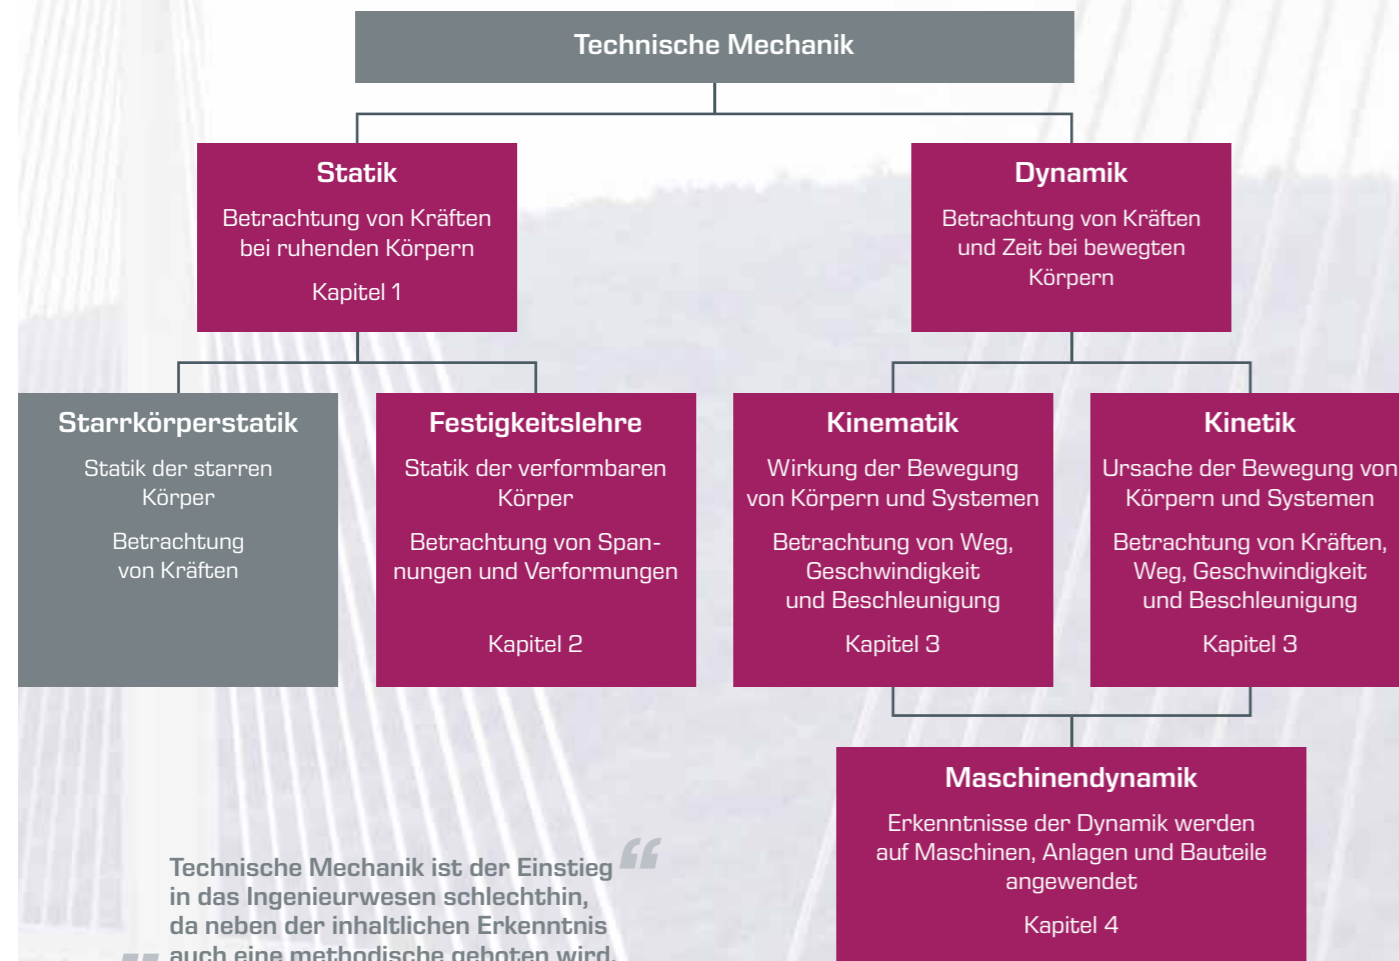 Technische Mechanik
Statik
Betrachtung von Kräften
bei ruhenden Körpern
Kapitel 1
Dynamik
Betrachtung von Kräften
und Zeit bei bewegten
Körpern
Starrkörperstatik
Statik der starren
Körper
Betrachtung
von Kräften
Festigkeitslehre
Statik der verformbaren
Körper
Betrachtung von Span-
nungen und Verformungen
Kapitel 2
Kinematik
Wirkung der Bewegung
von Körpern und Systemen
Betrachtung von Weg,
Geschwindigkeit
und Beschleunigung
Kapitel 3
Kinetik
Ursache der Bewegung von
Körpern und Systemen
Betrachtung von Kräften,
Weg, Geschwindigkeit
und Beschleunigung
Kapitel 3
Maschinendynamik
Erkenntnisse der Dynamik werden
auf Maschinen, Anlagen und Bauteile
angewendet
Kapitel 4
Technische Mechanik ist der Einstieg “
in das Ingenieurwesen schlechthin,
da neben der inhaltlichen Erkenntnis
” auch eine methodische geboten wird.